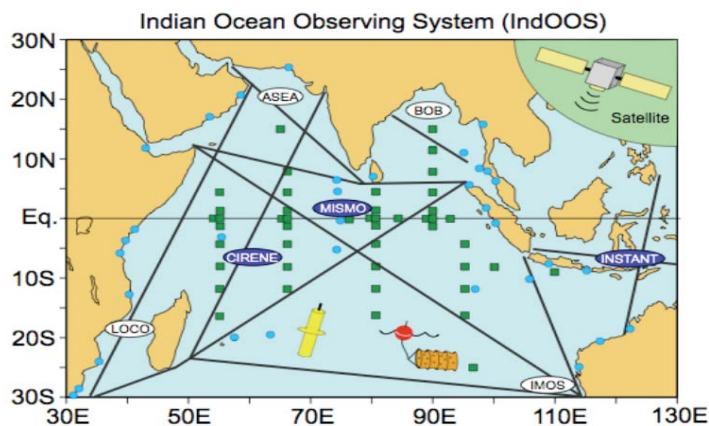 Indian Ocean Observing System (IndOOS)
30N
20N
10N
Eq.
10S
20S
30S
ASEA
BOB
Satellite
MISMO
CIRENE
INSTANT
LOCO
IMOS
30E
50E
70E
90E
110E
130E